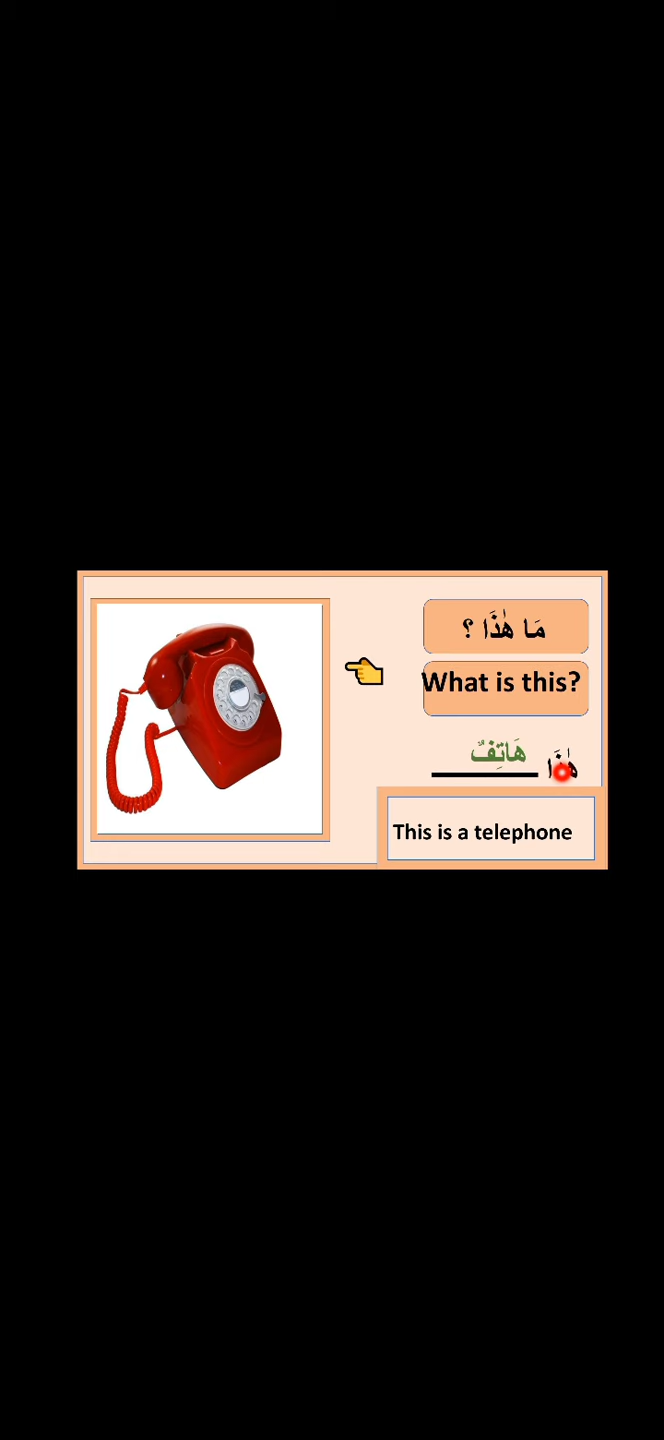 مَا هٰذَا ؟
What is this?
هٰذَا هَاتِفٌ
This is a telephone